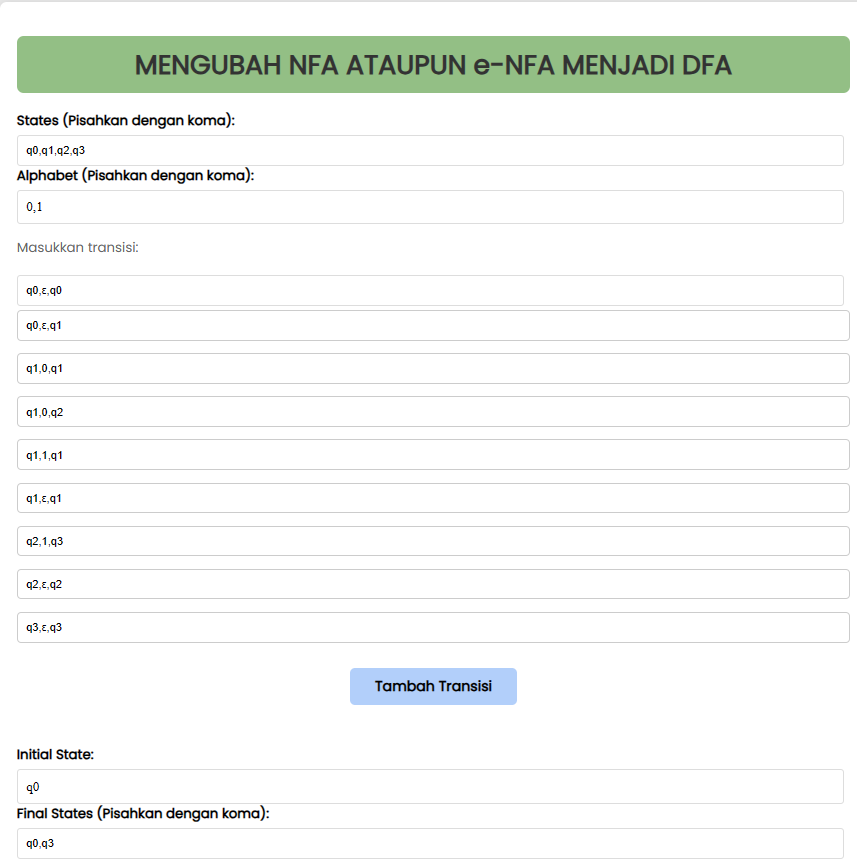 MENGUBAH NFA ATAUPUN e-NFA MENJADI DFA
States (Pisahkan dengan koma):
q0,q1,q2,q3
Alphabet (Pisahkan dengan koma):
0,1
Masukkan transisi:
q0,ε,q0
q0,ε,q1
q1,0,q1
q1,0,q2
q1,1,q1
q1,ε,q1
q2,1,q3
q2,ε,q2
q3,ε,q3
Tambah Transisi
Initial State:
q0
Final States (Pisahkan dengan koma):
q0,q3